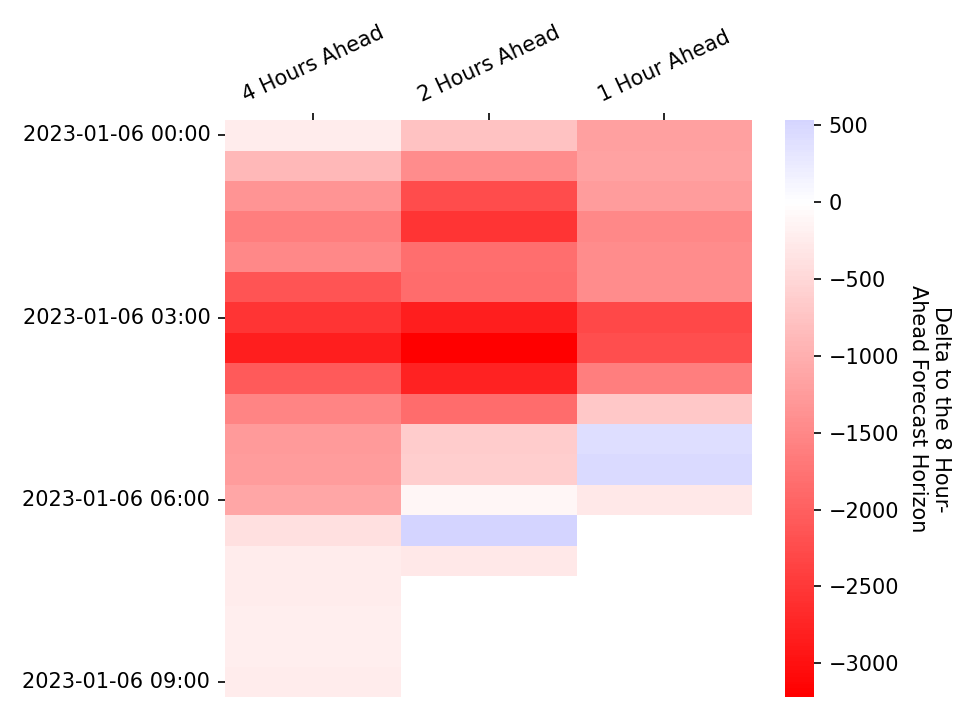 4 Hours Ahead
2 Hours Ahead
1 Hour Ahead
2023-01-06 00:00
2023-01-06 03:00
2023-01-06 06:00
2023-01-06 09:00
500
0
−500
−1000
−1500
−2000
−2500
−3000
Delta to the 8 Hour-
Ahead Forecast Horizon